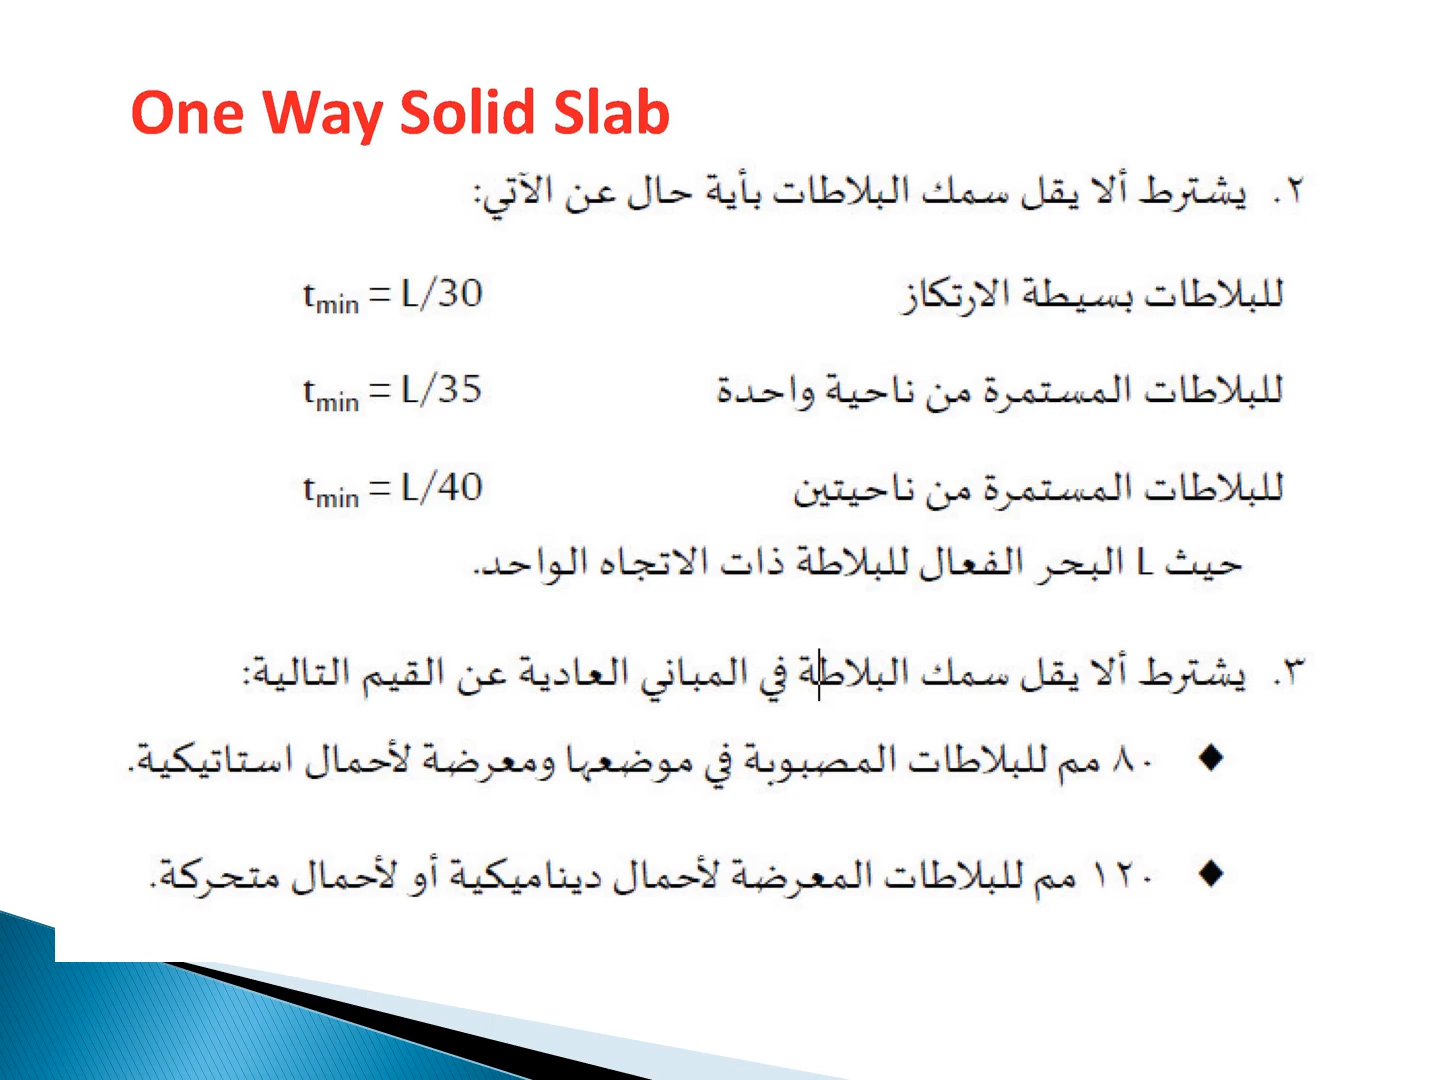 One Way Solid Slab
٢. يشترط ألا يقل سمك البلاطات بأية حال عن الآتي:
للبلاطات بسيطة الارتكاز tmin = L/30
للبلاطات المستمرة من ناحية واحدة tmin = L/35
للبلاطات المستمرة من ناحيتين tmin = L/40
حيث L البحر الفعال للبلاطة ذات الاتجاه الواحد.
٣. يشترط ألا يقل سمك البلاطة في المباني العادية عن القيم التالية:
◆ ٨٠ مم للبلاطات المصبوبة في موضعها ومعرضة لأحمال استاتيكية.
◆ ١٢٠ مم للبلاطات المعرضة لأحمال ديناميكية أو لأحمال متحركة.